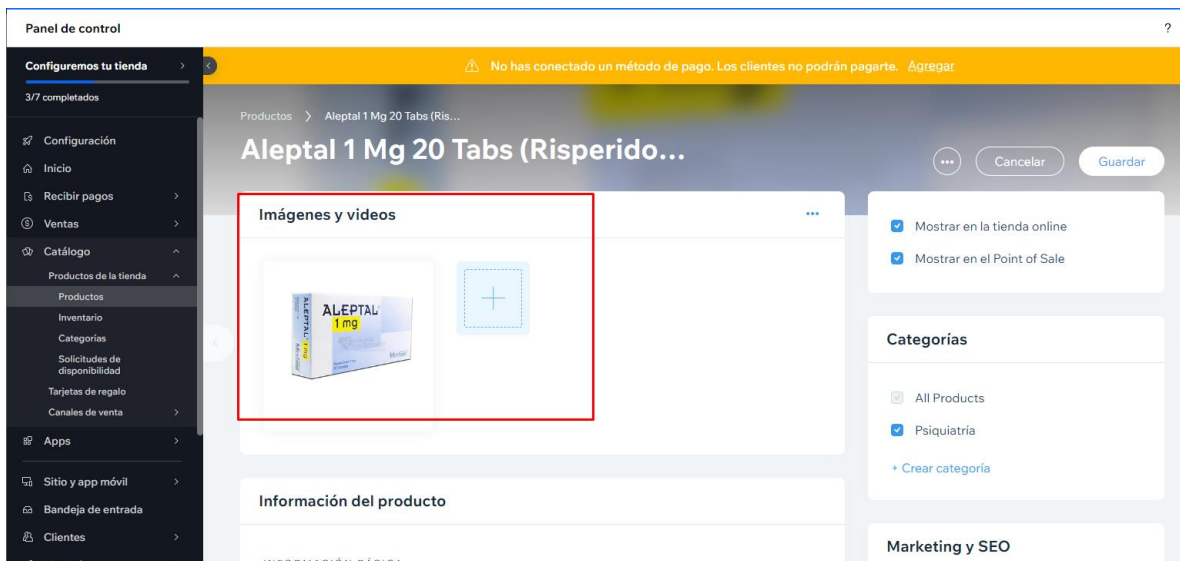 Panel de control
?
Configuremos tu tienda
3/7 completados
Configuración
Inicio
Recibir pagos
Ventas
Catálogo
Productos de la tienda
Productos
Inventario
Categorías
Solicitudes de
disponibilidad
Tarjetas de regalo
Canales de venta
Apps
Sitio y app móvil
Bandeja de entrada
Clientes
No has conectado un método de pago. Los clientes no podrán pagarte. Agregar
Productos > Aleptal 1 Mg 20 Tabs (Ris...
Aleptal 1 Mg 20 Tabs (Risperido...
Cancelar
Guardar
Imágenes y videos
ALEPTAL
1 mg
ALEPTAL
1 mg
Información del producto
Mostrar en la tienda online
Mostrar en el Point of Sale
Categorías
All Products
Psiquiatría
+ Crear categoría
Marketing y SEO